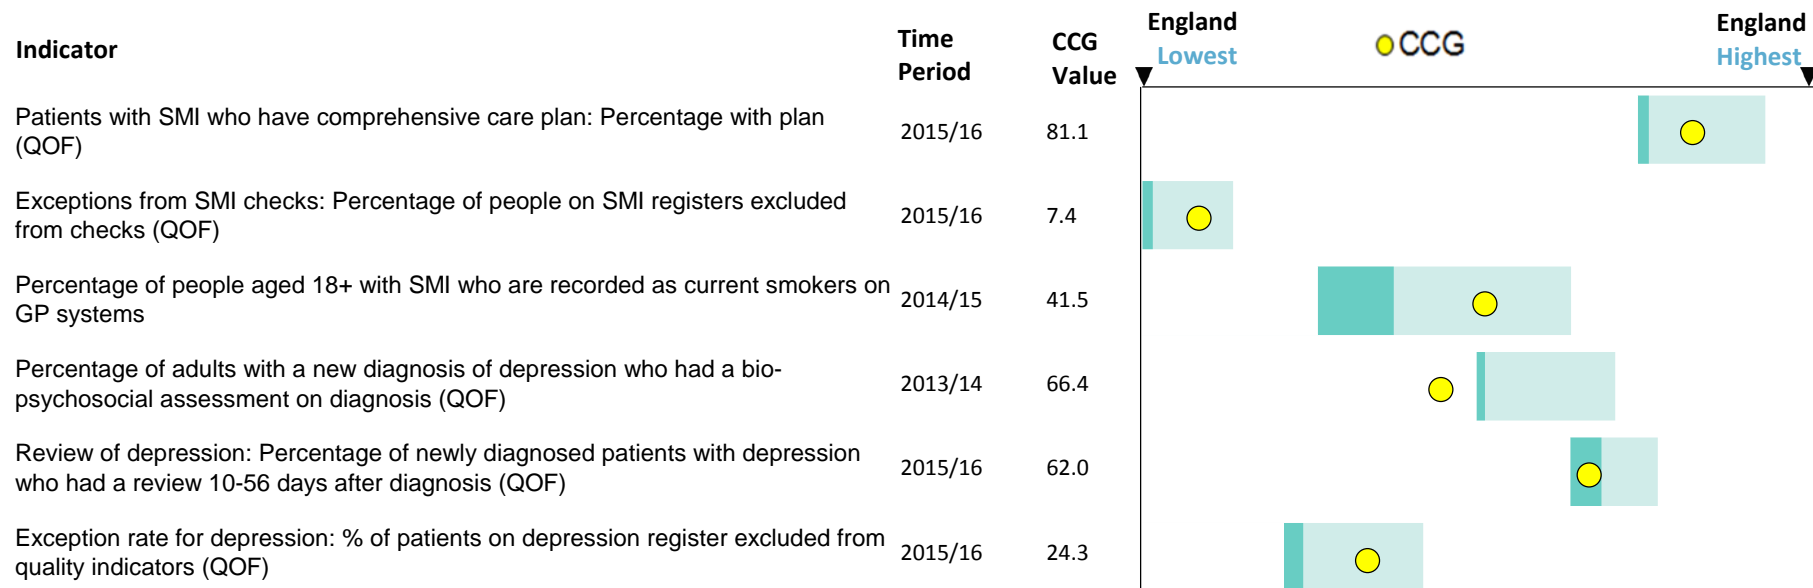 Indicator
Time
Period
CCG
Value
England
Lowest
CCG
England
Highest
Patients with SMI who have comprehensive care plan: Percentage with plan
(QOF)
2015/16
81.1
Exceptions from SMI checks: Percentage of people on SMI registers excluded
from checks (QOF)
2015/16
7.4
Percentage of people aged 18+ with SMI who are recorded as current smokers on
GP systems
2014/15
41.5
Percentage of adults with a new diagnosis of depression who had a bio-
psychosocial assessment on diagnosis (QOF)
2013/14
66.4
Review of depression: Percentage of newly diagnosed patients with depression
who had a review 10-56 days after diagnosis (QOF)
2015/16
62.0
Exception rate for depression: % of patients on depression register excluded from
quality indicators (QOF)
2015/16
24.3